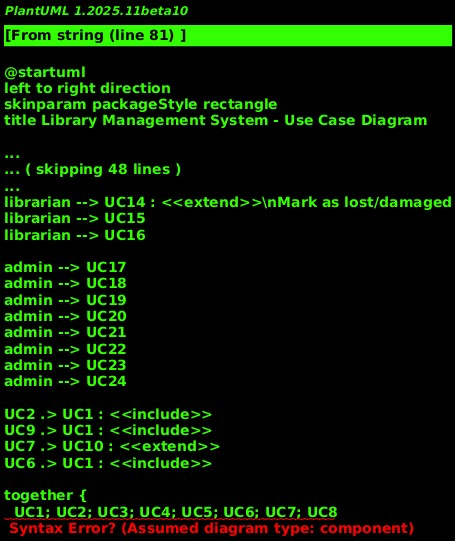 PlantUML 1.2025.11beta10
[From string (line 81) ]
@startuml
left to right direction
skinparam packageStyle rectangle
title Library Management System - Use Case Diagram
...
... ( skipping 48 lines )
...
librarian --> UC14 : <<extend>>\nMark as lost/damaged
librarian --> UC15
librarian --> UC16
admin --> UC17
admin --> UC18
admin --> UC19
admin --> UC20
admin --> UC21
admin --> UC22
admin --> UC23
admin --> UC24
UC2 .> UC1 : <<include>>
UC9 .> UC1 : <<include>>
UC7 .> UC10 : <<extend>>
UC6 .> UC1 : <<include>>
together {
UC1; UC2; UC3; UC4; UC5; UC6; UC7; UC8
Syntax Error? (Assumed diagram type: component)